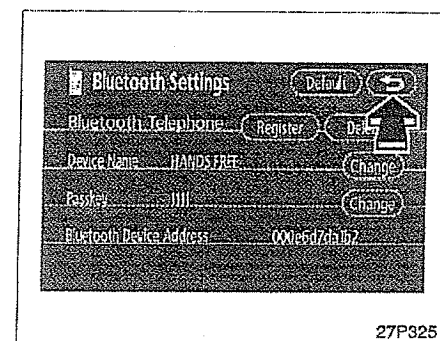 Bluetooth Settings Default
Bluetooth Telephone Register
Device Name HANDS FREE Change
Passkey 1111 Change
Bluetooth Device Address 000e6d7da1b2
27P325